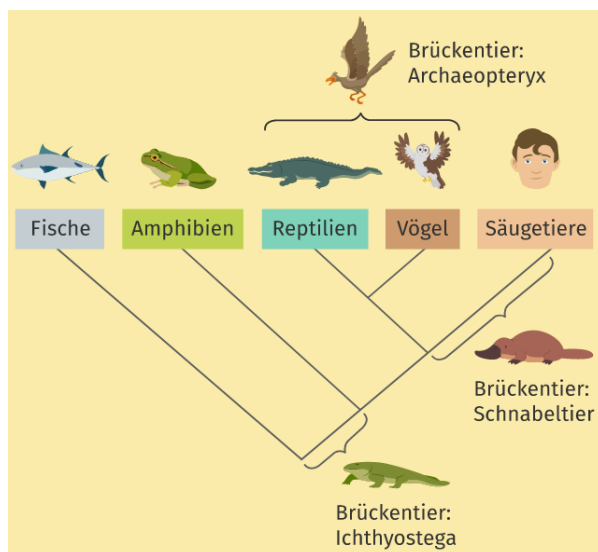 Brückentier:
Archaeopteryx
Fische
Amphibien
Reptilien
Vögel
Säugetiere
Brückentier:
Schnabeltier
Brückentier:
Ichthyostega